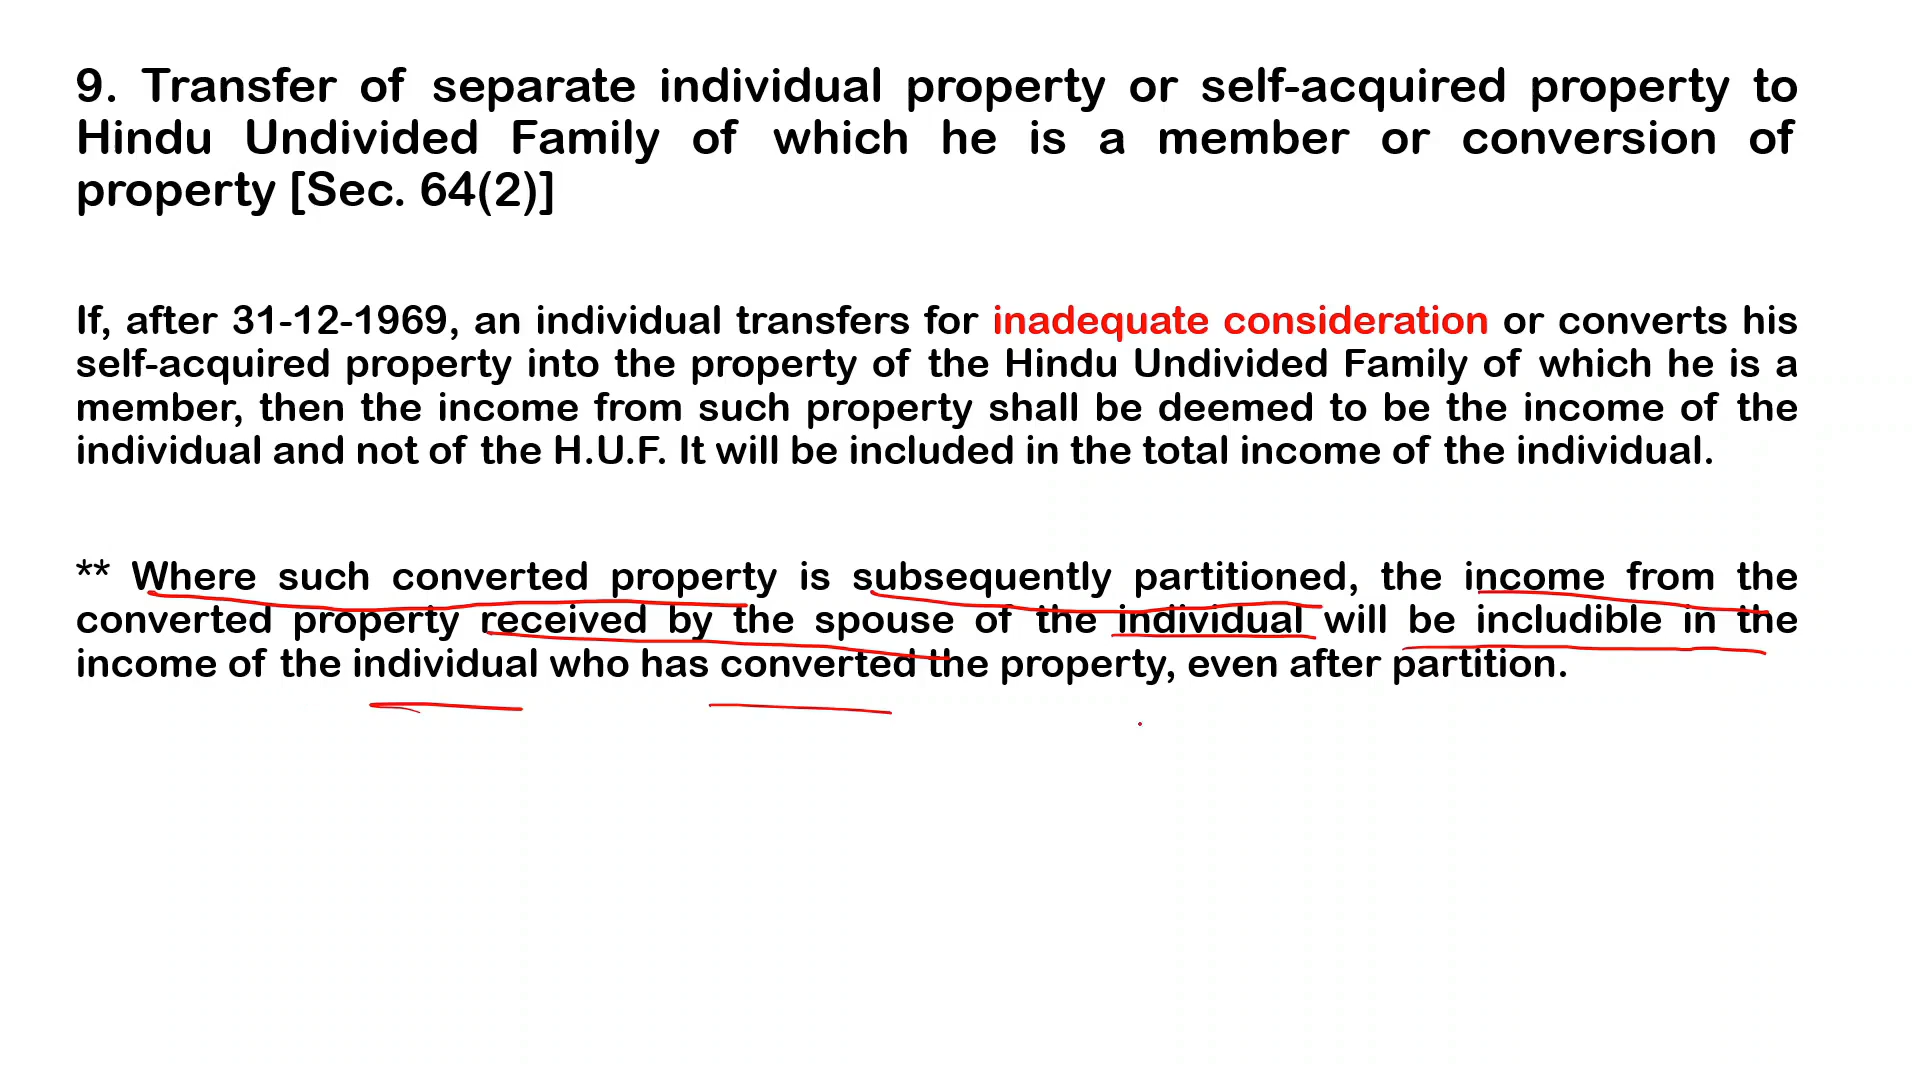 9. Transfer of separate individual property or self-acquired property to
Hindu Undivided Family of which he is a member or conversion of
property [Sec. 64(2)]
If, after 31-12-1969, an individual transfers for inadequate consideration or converts his
self-acquired property into the property of the Hindu Undivided Family of which he is a
member, then the income from such property shall be deemed to be the income of the
individual and not of the H.U.F. It will be included in the total income of the individual.
** Where such converted property is subsequently partitioned, the income from the
converted property received by the spouse of the individual will be includible in the
income of the individual who has converted the property, even after partition.